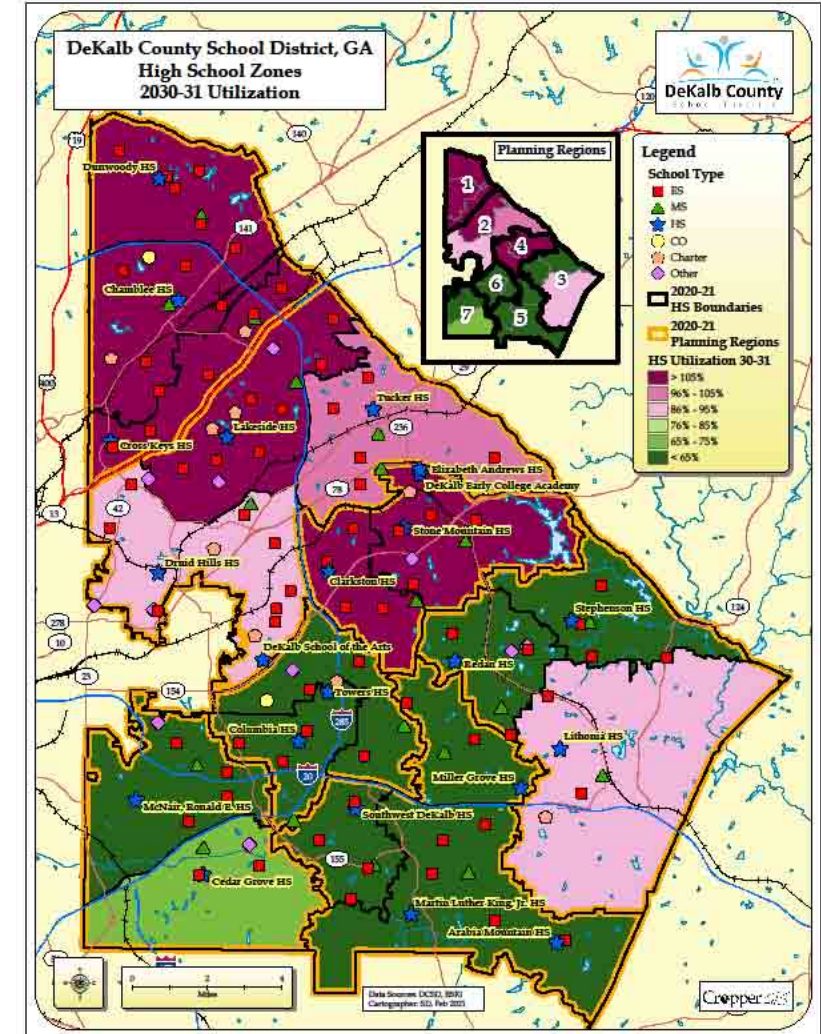 DeKalb County School District, GA
High School Zones
2030-31 Utilization
DeKalb County
School District
Planning Regions
1
2
3
4
5
6
7
Legend
School Type
ES
MS
HS
CO
Charter
Other
2020-21
HS Boundaries
2020-21
Planning Regions
HS Utilization 30-31
> 105%
96% - 105%
86% - 95%
76% - 85%
65% - 75%
< 65%
19
140
120
141
400
29
236
78
13
42
278
10
23
154
124
285
20
155
Dunwoody HS
Chamblee HS
Tucker HS
Lakeside HS
Cross Keys HS
Elizabeth Andrews HS
DeKalb Early College Academy
Stone Mountain HS
Druid Hills HS
Clarkston HS
Stephenson HS
DeKalb School of the Arts
Redan HS
Towers HS
Columbia HS
Lithonia HS
Miller Grove HS
McNair, Ronald E. HS
Southwest DeKalb HS
Cedar Grove HS
Martin Luther King, Jr. HS
Arabia Mountain HS
0 2 4
Miles
Data Sources: DCSD, ESRI
Cartographer: SD, Feb 2021
Cropper